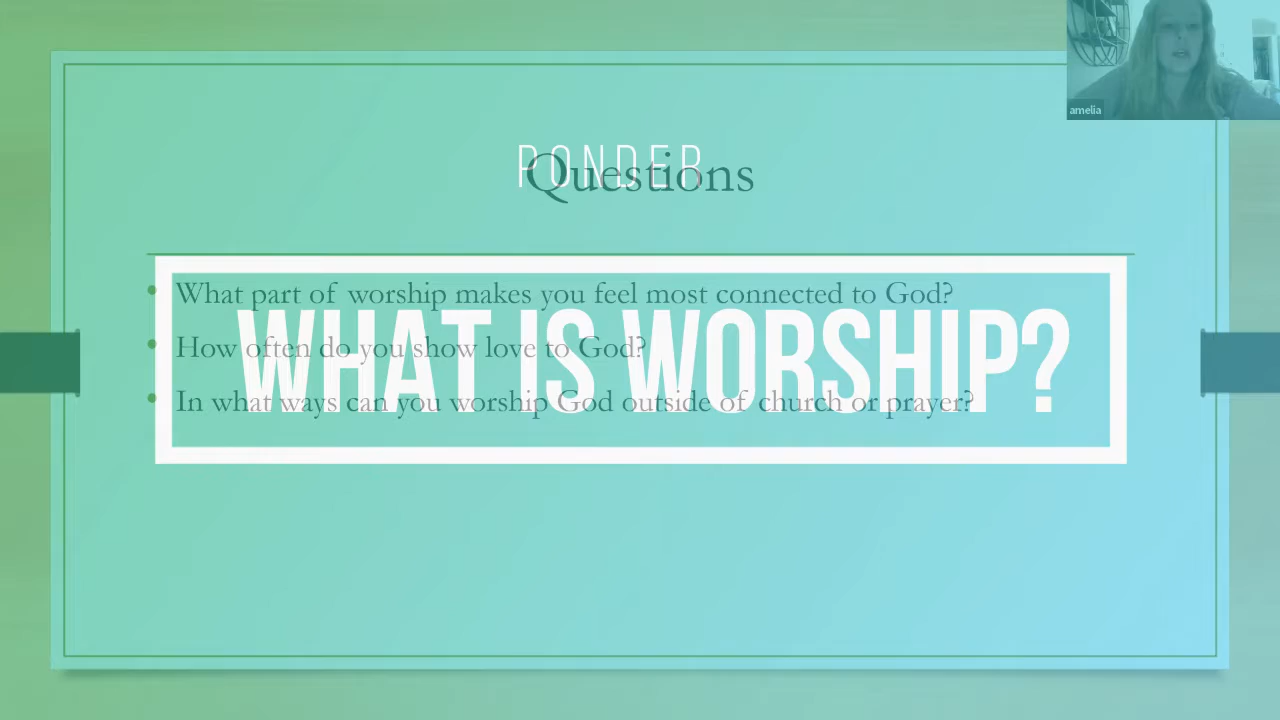 amelia
PONDER
Questions
What part of worship makes you feel most connected to God?
WHAT IS WORSHIP?
How often do you show love to God?
In what ways can you worship God outside of church or prayer?